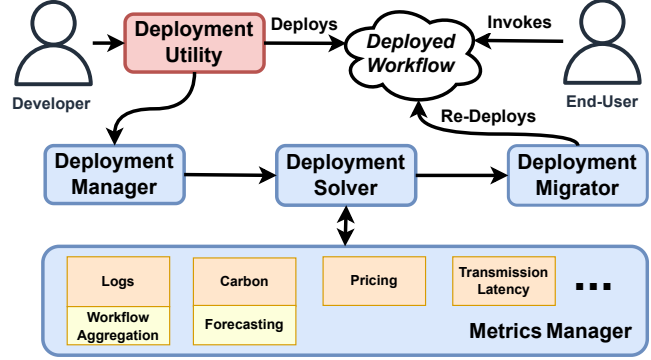 Deployment
Utility
Deploys
Deployed
Workflow
Invokes
Developer
End-User
Re-Deploys
Deployment
Manager
Deployment
Solver
Deployment
Migrator
Logs
Workflow
Aggregation
Carbon
Forecasting
Pricing
Transmission
Latency
...
Metrics Manager